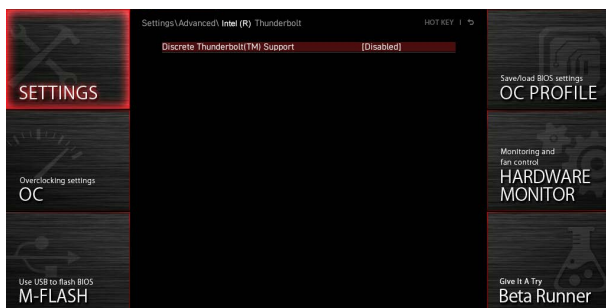 Settings\Advanced\ Intel (R) Thunderbolt
HOT KEY |
Discrete Thunderbolt(TM) Support [Disabled]
SETTINGS
Overclocking settings
OC
Use USB to flash BIOS
M-FLASH
Save/load BIOS settings
OC PROFILE
Monitoring and
fan control
HARDWARE
MONITOR
Give It A Try
Beta Runner